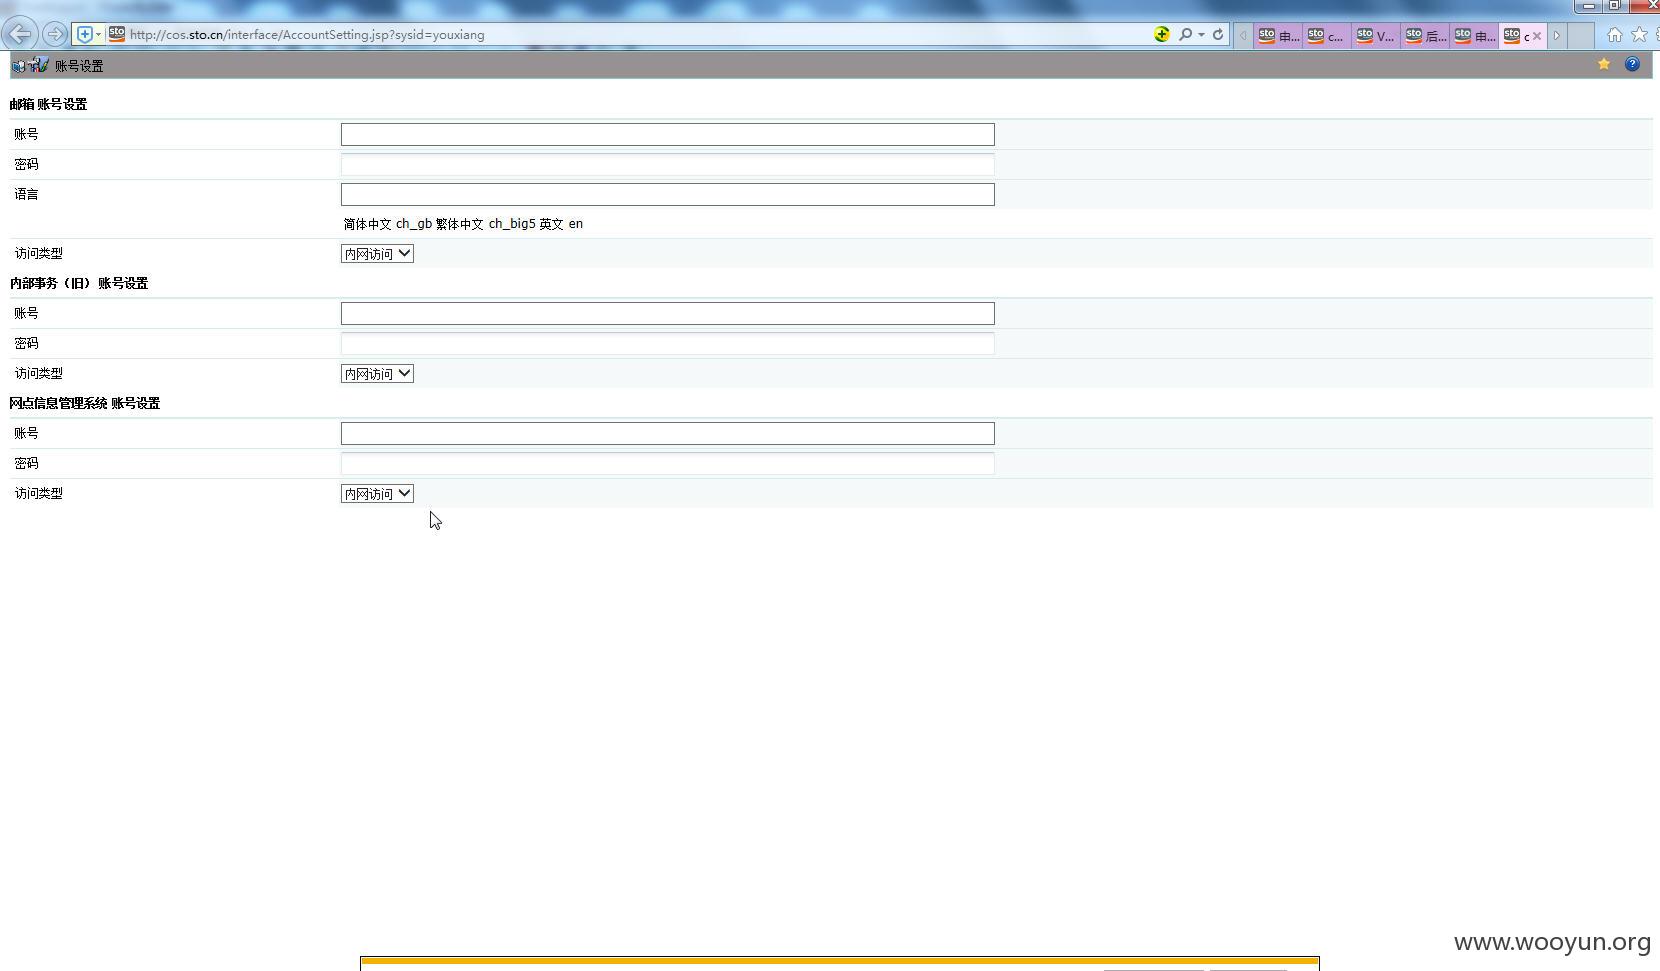 http://cos.sto.cn/interface/AccountSetting.jsp?sysid=youxiang
sto 申... sto c... sto V... sto 后... sto 申... sto c
账号设置
邮箱 账号设置
账号
密码
语言
简体中文 ch_gb 繁体中文 ch_big5 英文 en
访问类型 内网访问
内部事务（旧） 账号设置
账号
密码
访问类型 内网访问
网点信息管理系统 账号设置
账号
密码
访问类型 内网访问
www.wooyun.org